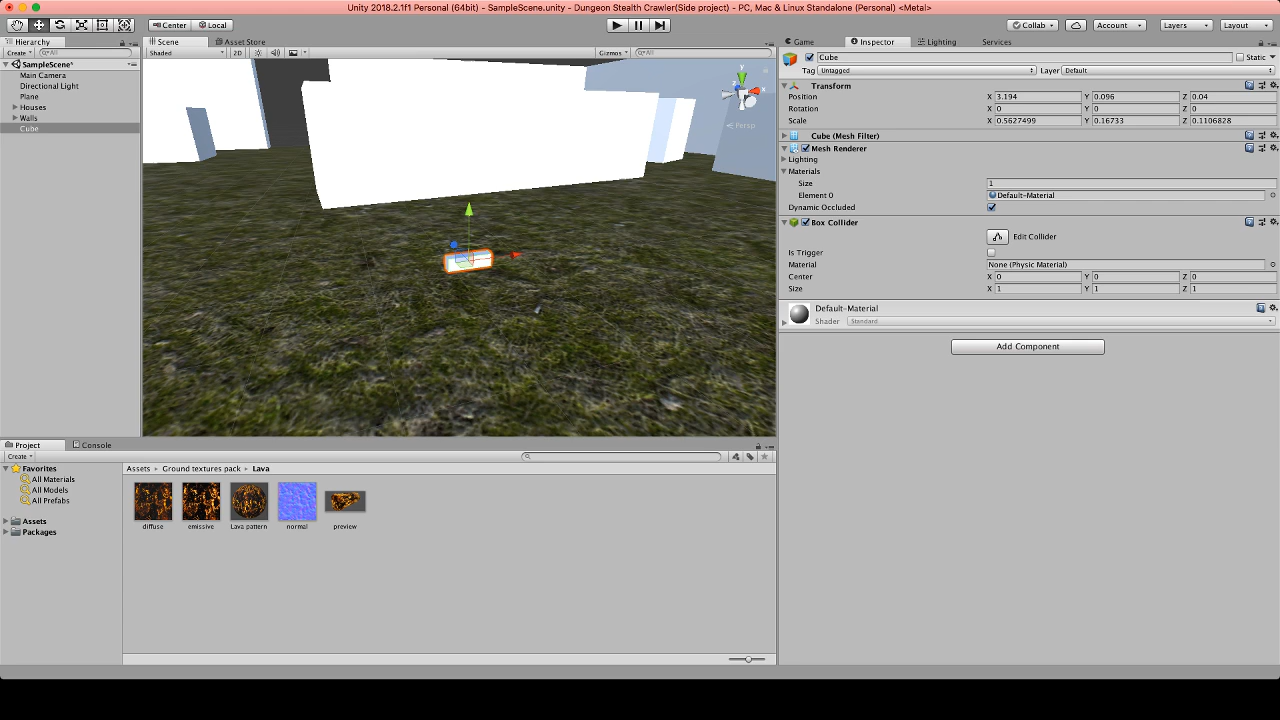 Unity 2018.2.1f1 Personal (64bit) - SampleScene.unity - Dungeon Stealth Crawler(Side project) - PC, Mac & Linux Standalone (Personal) <Metal>
Center Local Collab Account Layers Layout
Hierarchy
Create All
SampleScene*
Main Camera
Directional Light
Plane
Houses
Walls
Cube
Scene Asset Store
Shaded 2D Gizmos All
y
x
z
Persp
Game Inspector Lighting Services
Cube Static
Tag Untagged Layer Default
Transform
Position X 3.194 Y 0.096 Z 0.04
Rotation X 0 Y 0 Z 0
Scale X 0.5627499 Y 0.16733 Z 0.1106828
Cube (Mesh Filter)
Mesh Renderer
Lighting
Materials
Size 1
Element 0 Default-Material
Dynamic Occluded
Box Collider
Edit Collider
Is Trigger
Material None (Physic Material)
Center X 0 Y 0 Z 0
Size X 1 Y 1 Z 1
Default-Material
Shader Standard
Add Component
Project Console
Create
Favorites
All Materials
All Models
All Prefabs
Assets
Packages
Assets Ground textures pack Lava
diffuse emissive Lava pattern normal preview